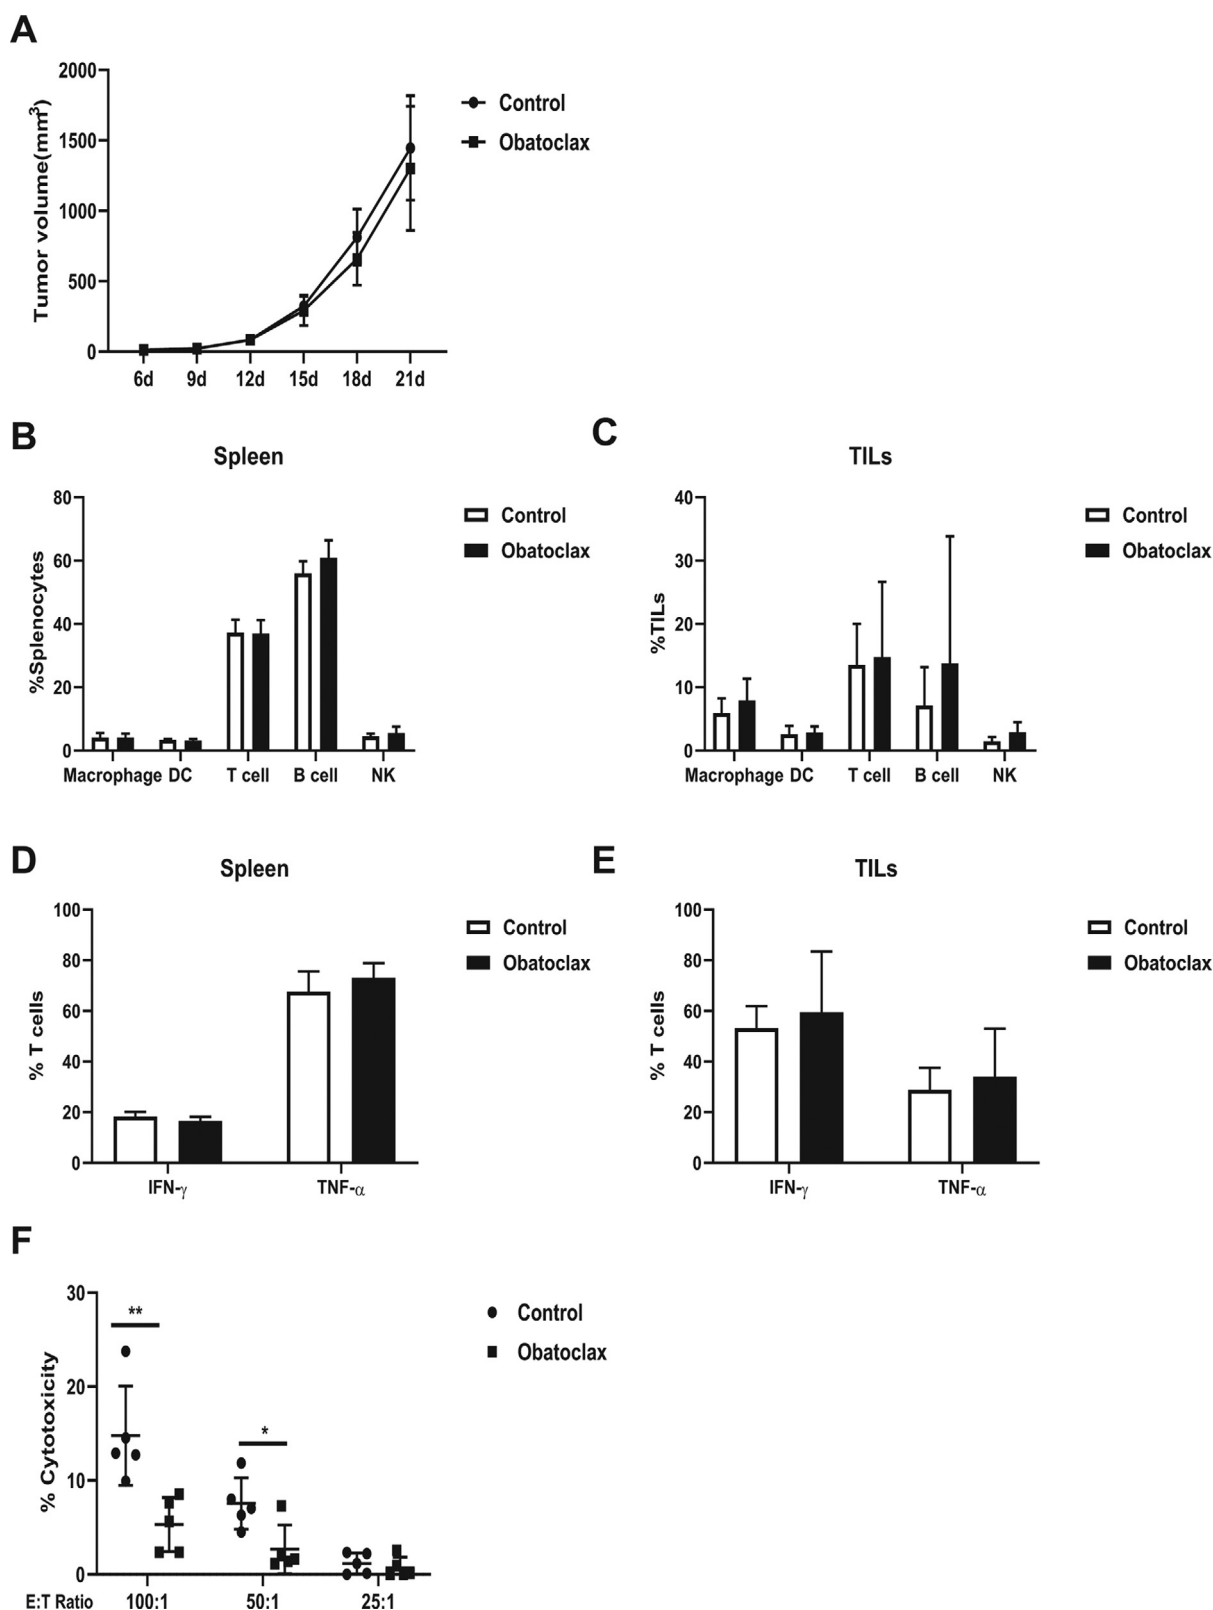 A
Tumor volume(mm3)
2000
1500
1000
500
0
6d 9d 12d 15d 18d 21d
Control
Obatoclax
B
Spleen
%Splenocytes
80
60
40
20
0
Macrophage DC T cell B cell NK
Control
Obatoclax
C
TILs
%TILs
40
30
20
10
0
Macrophage DC T cell B cell NK
Control
Obatoclax
D
Spleen
% T cells
100
80
60
40
20
0
IFN-γ TNF-α
Control
Obatoclax
E
TILs
% T cells
100
80
60
40
20
0
IFN-γ TNF-α
Control
Obatoclax
F
% Cytotoxicity
30
20
10
0
**
*
E:T Ratio 100:1 50:1 25:1
Control
Obatoclax